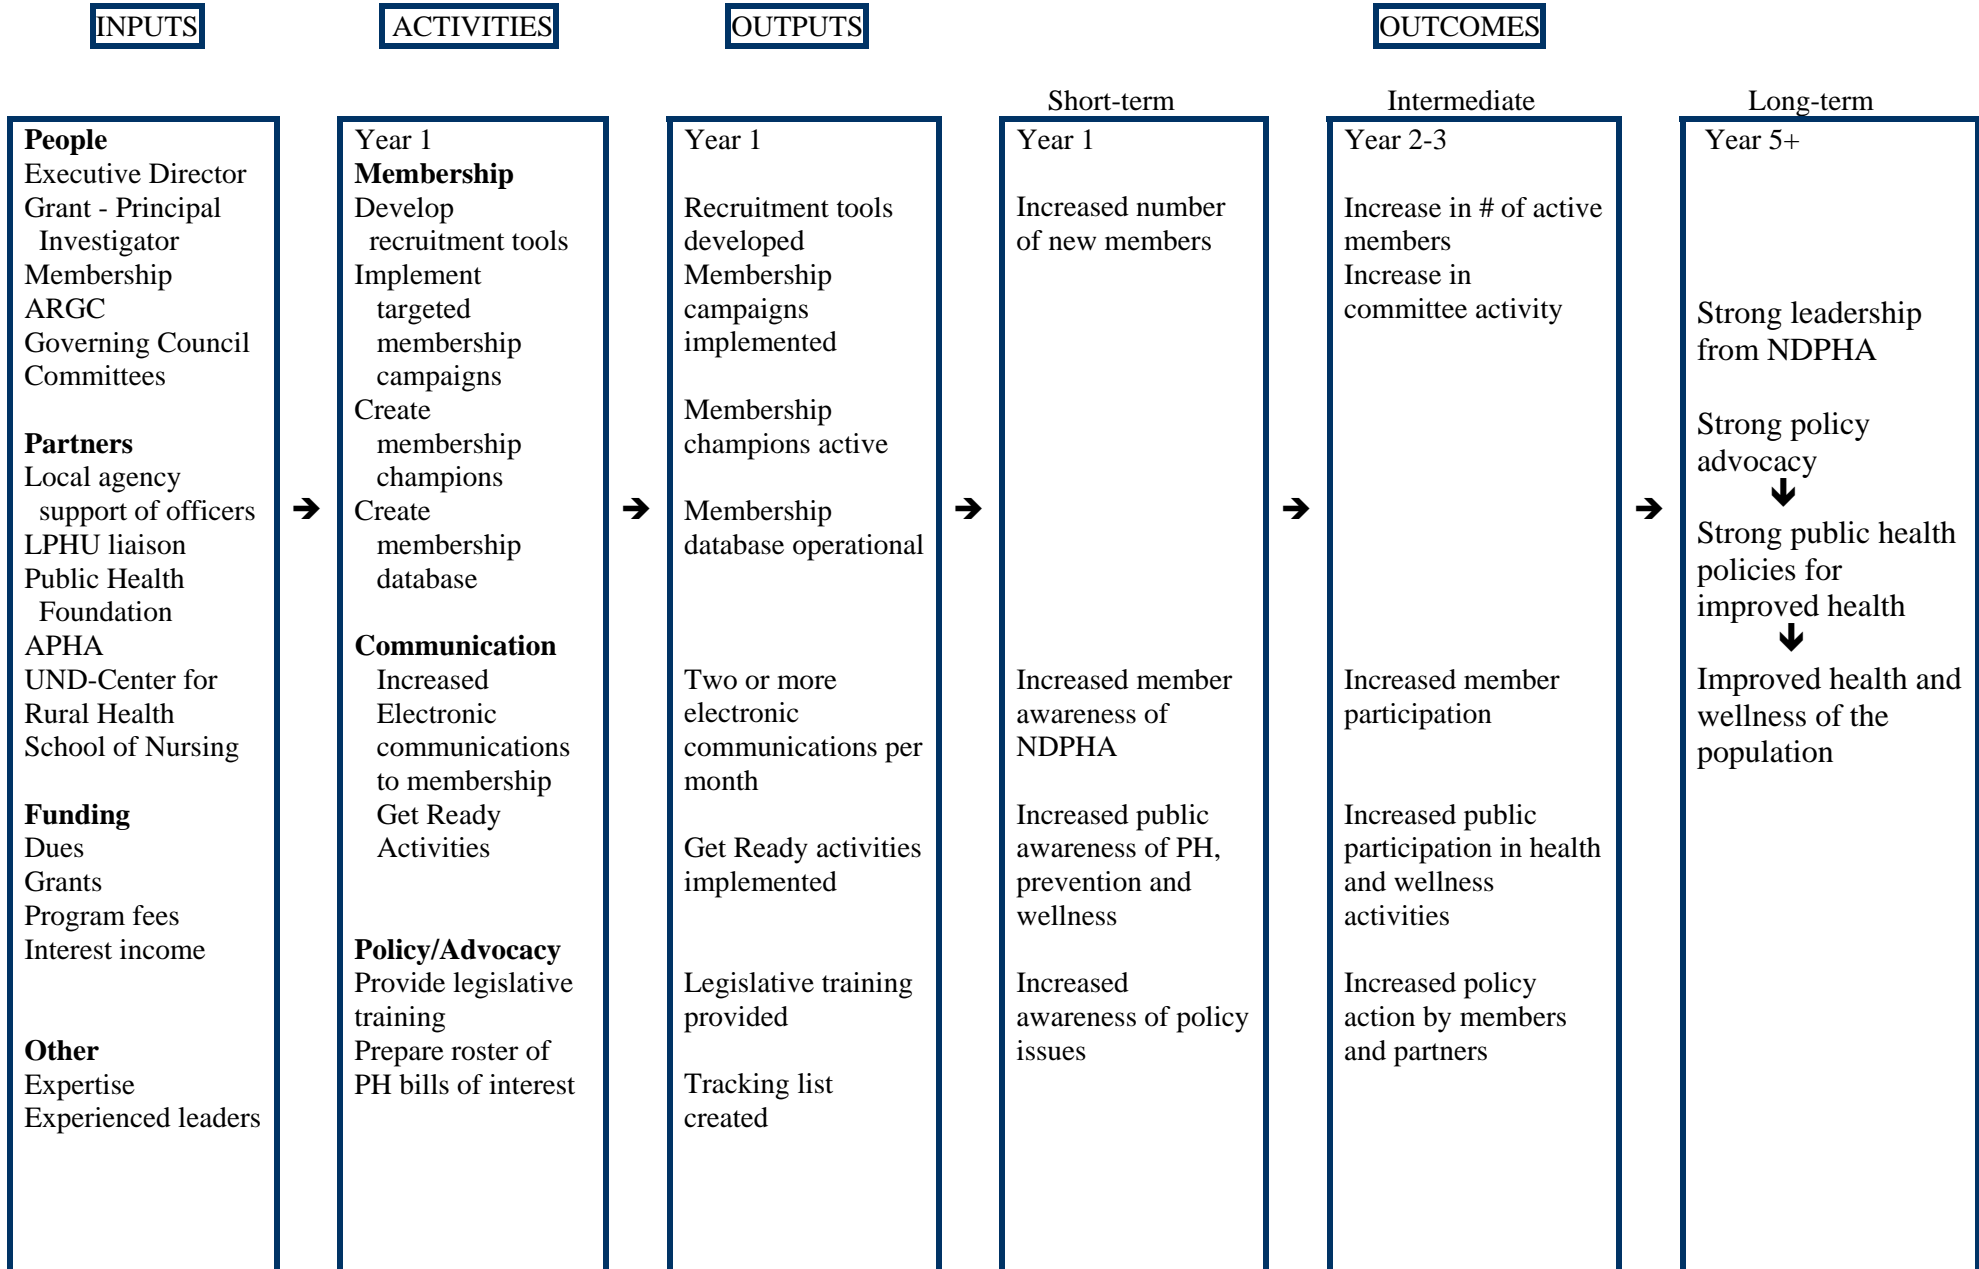 INPUTS
ACTIVITIES
OUTPUTS
OUTCOMES
Short-term
Intermediate
Long-term
People
Executive Director
Grant - Principal
Investigator
Membership
ARGC
Governing Council
Committees
Partners
Local agency
support of officers
LPHU liaison
Public Health
Foundation
APHA
UND-Center for
Rural Health
School of Nursing
Funding
Dues
Grants
Program fees
Interest income
Other
Expertise
Experienced leaders
Year 1
Membership
Develop
recruitment tools
Implement
targeted
membership
campaigns
Create
membership
champions
Create
membership
database
Communication
Increased
Electronic
communications
to membership
Get Ready
Activities
Policy/Advocacy
Provide legislative
training
Prepare roster of
PH bills of interest
Year 1
Recruitment tools
developed
Membership
campaigns
implemented
Membership
champions active
Membership
database operational
Two or more
electronic
communications per
month
Get Ready activities
implemented
Legislative training
provided
Tracking list
created
Year 1
Increased number
of new members
Increased member
awareness of
NDPHA
Increased public
awareness of PH,
prevention and
wellness
Increased
awareness of policy
issues
Year 2-3
Increase in # of active
members
Increase in
committee activity
Increased member
participation
Increased public
participation in health
and wellness
activities
Increased policy
action by members
and partners
Year 5+
Strong leadership
from NDPHA
Strong policy
advocacy
Strong public health
policies for
improved health
Improved health and
wellness of the
population